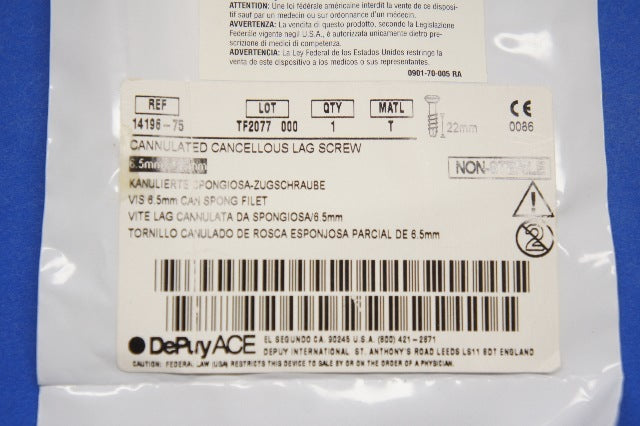 ATTENTION: Une loi fédérale américaine interdit la vente de ce disposi-
tif sauf par un médecin ou sur ordonnance d'un médecin.
AVVERTENZA: La vendita di questo prodotto, secondo la Legislazione
Federale vigente negli U.S.A., è autorizzata unicamente dietro pre-
scrizione di medici di competenza.
ADVERTENCIA: La Ley Federal de los Estados Unidos restringe la
venta de este dispositivo a los medicos o sus representantes.
0901-70-005 RA
REF LOT QTY MATL
14196-75 TF2077 000 1 T
22mm
CE
0086
CANNULATED CANCELLOUS LAG SCREW
6.5mm
NON-STERILE
KANULIERTE SPONGIOSA-ZUGSCHRAUBE
VIS 6.5mm CAN SPONG FILET
VITE LAG CANNULATA DA SPONGIOSA/6.5mm
TORNILLO CANULADO DE ROSCA ESPONJOSA PARCIAL DE 6.5mm
2
DePuyACE
EL SEGUNDO CA. 90245 U.S.A. (800) 421-2871
DEPUY INTERNATIONAL ST. ANTHONY'S ROAD LEEDS LS11 8DT ENGLAND
CAUTION: FEDERAL LAW (USA) RESTRICTS THIS DEVICE TO SALE BY OR ON THE ORDER OF A PHYSICIAN.